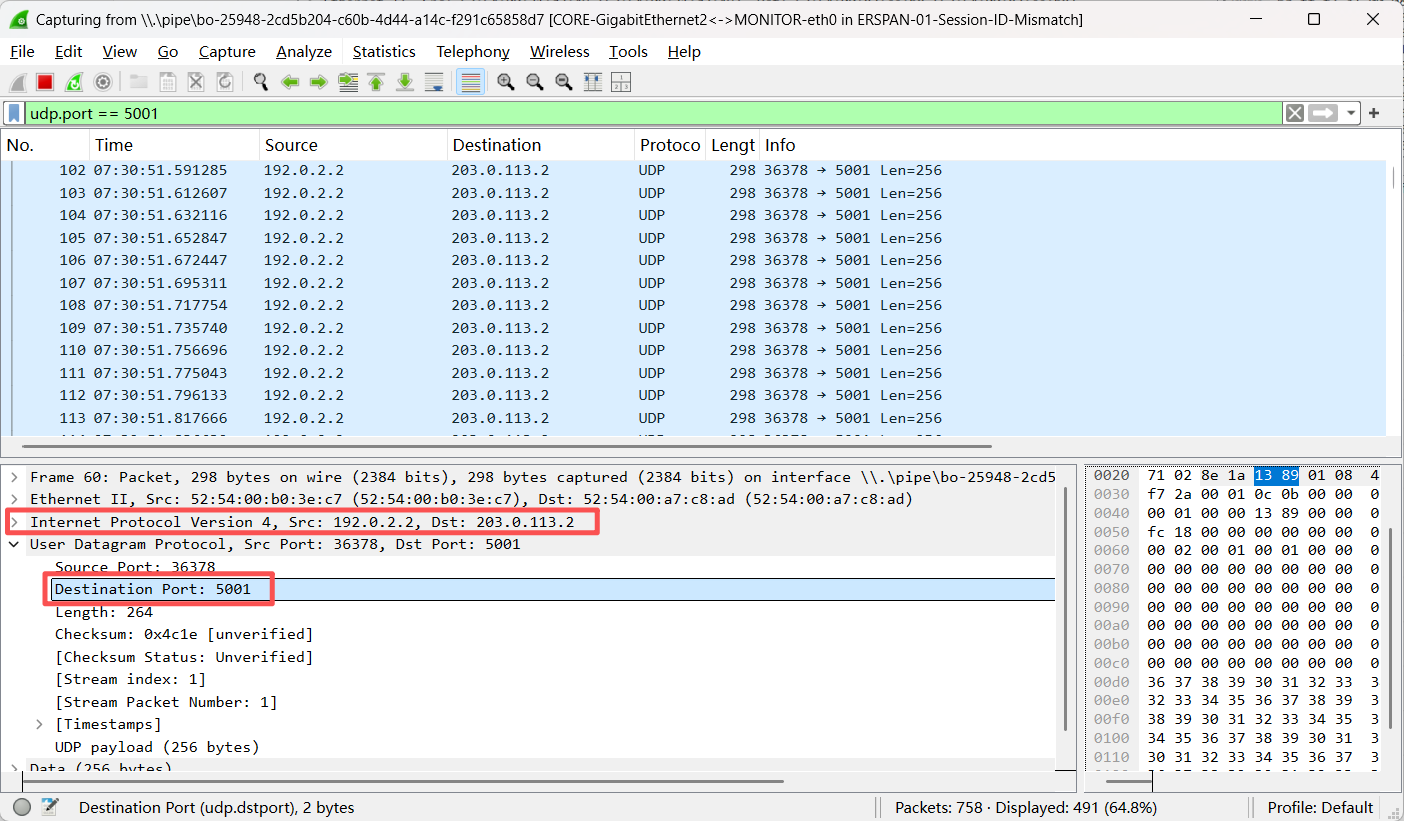 Capturing from \\.\pipe\bo-25948-2cd5b204-c60b-4d44-a14c-f291c65858d7 [CORE-GigabitEthernet2<->MONITOR-eth0 in ERSPAN-01-Session-ID-Mismatch]
File Edit View Go Capture Analyze Statistics Telephony Wireless Tools Help
udp.port == 5001
No. Time Source Destination Protoco Lengt Info
102 07:30:51.591285 192.0.2.2 203.0.113.2 UDP 298 36378 → 5001 Len=256
103 07:30:51.612607 192.0.2.2 203.0.113.2 UDP 298 36378 → 5001 Len=256
104 07:30:51.632116 192.0.2.2 203.0.113.2 UDP 298 36378 → 5001 Len=256
105 07:30:51.652847 192.0.2.2 203.0.113.2 UDP 298 36378 → 5001 Len=256
106 07:30:51.672447 192.0.2.2 203.0.113.2 UDP 298 36378 → 5001 Len=256
107 07:30:51.695311 192.0.2.2 203.0.113.2 UDP 298 36378 → 5001 Len=256
108 07:30:51.717754 192.0.2.2 203.0.113.2 UDP 298 36378 → 5001 Len=256
109 07:30:51.735740 192.0.2.2 203.0.113.2 UDP 298 36378 → 5001 Len=256
110 07:30:51.756696 192.0.2.2 203.0.113.2 UDP 298 36378 → 5001 Len=256
111 07:30:51.775043 192.0.2.2 203.0.113.2 UDP 298 36378 → 5001 Len=256
112 07:30:51.796133 192.0.2.2 203.0.113.2 UDP 298 36378 → 5001 Len=256
113 07:30:51.817666 192.0.2.2 203.0.113.2 UDP 298 36378 → 5001 Len=256
Frame 60: Packet, 298 bytes on wire (2384 bits), 298 bytes captured (2384 bits) on interface \\.\pipe\bo-25948-2cd5
Ethernet II, Src: 52:54:00:b0:3e:c7 (52:54:00:b0:3e:c7), Dst: 52:54:00:a7:c8:ad (52:54:00:a7:c8:ad)
Internet Protocol Version 4, Src: 192.0.2.2, Dst: 203.0.113.2
User Datagram Protocol, Src Port: 36378, Dst Port: 5001
Source Port: 36378
Destination Port: 5001
Length: 264
Checksum: 0x4c1e [unverified]
[Checksum Status: Unverified]
[Stream index: 1]
[Stream Packet Number: 1]
[Timestamps]
UDP payload (256 bytes)
Data (256 bytes)
0020 71 02 8e 1a 13 89 01 08 4
0030 f7 2a 00 01 0c 0b 00 00 0
0040 00 01 00 00 13 89 00 00 0
0050 fc 18 00 00 00 00 00 00 0
0060 00 02 00 01 00 01 00 00 0
0070 00 00 00 00 00 00 00 00 0
0080 00 00 00 00 00 00 00 00 0
0090 00 00 00 00 00 00 00 00 0
00a0 00 00 00 00 00 00 00 00 0
00b0 00 00 00 00 00 00 00 00 0
00c0 00 00 00 00 00 00 00 00 0
00d0 36 37 38 39 30 31 32 33 3
00e0 32 33 34 35 36 37 38 39 3
00f0 38 39 30 31 32 33 34 35 3
0100 34 35 36 37 38 39 30 31 3
0110 30 31 32 33 34 35 36 37 3
Destination Port (udp.dstport), 2 bytes
Packets: 758 · Displayed: 491 (64.8%)
Profile: Default